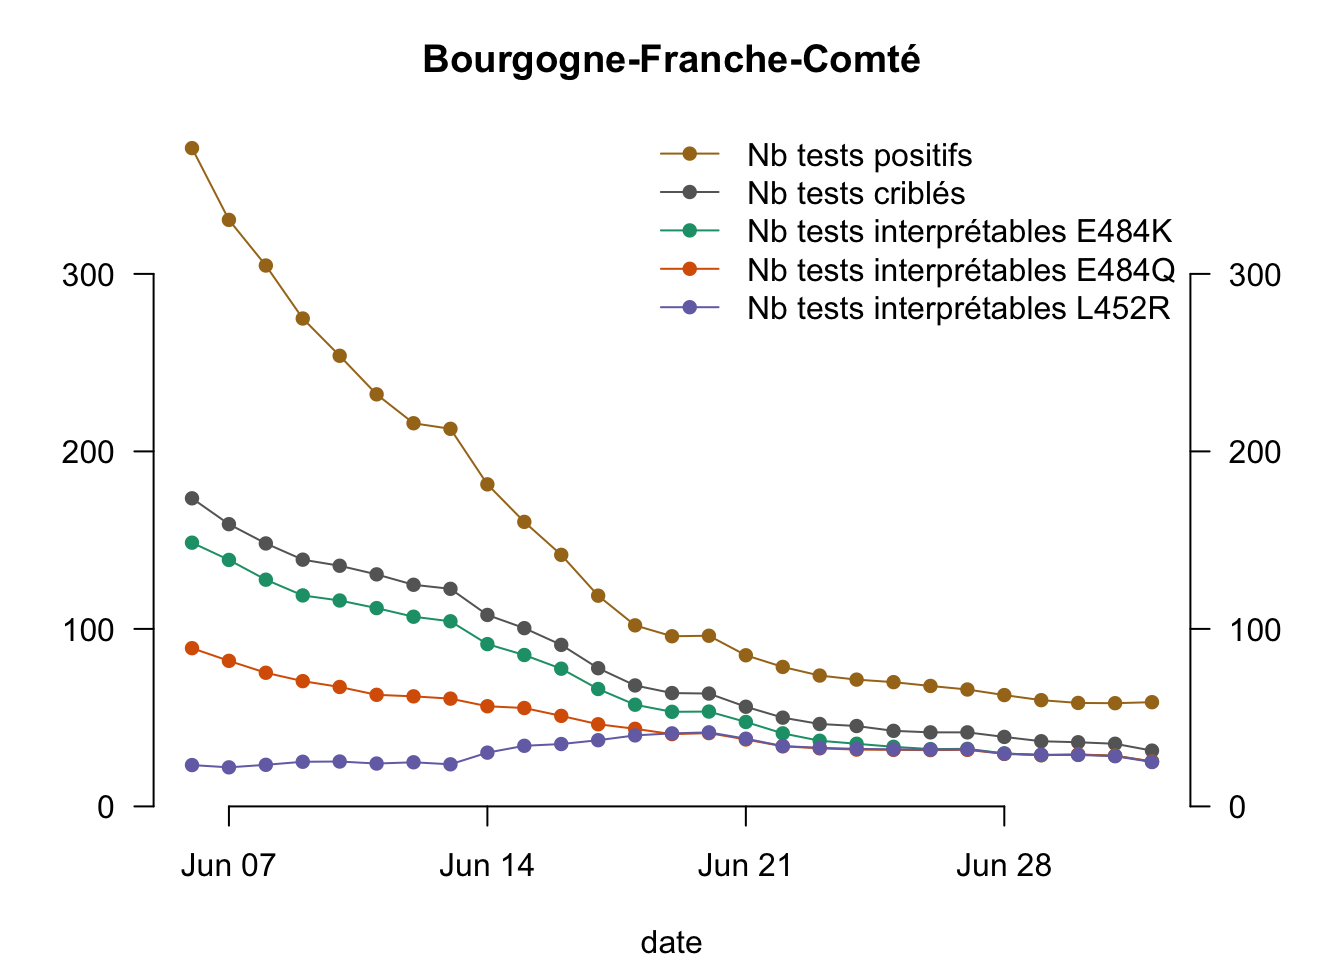 Bourgogne-Franche-Comté
Nb tests positifs
Nb tests criblés
Nb tests interprétables E484K
Nb tests interprétables E484Q
Nb tests interprétables L452R
300
200
100
0
300
200
100
0
Jun 07
Jun 14
Jun 21
Jun 28
date